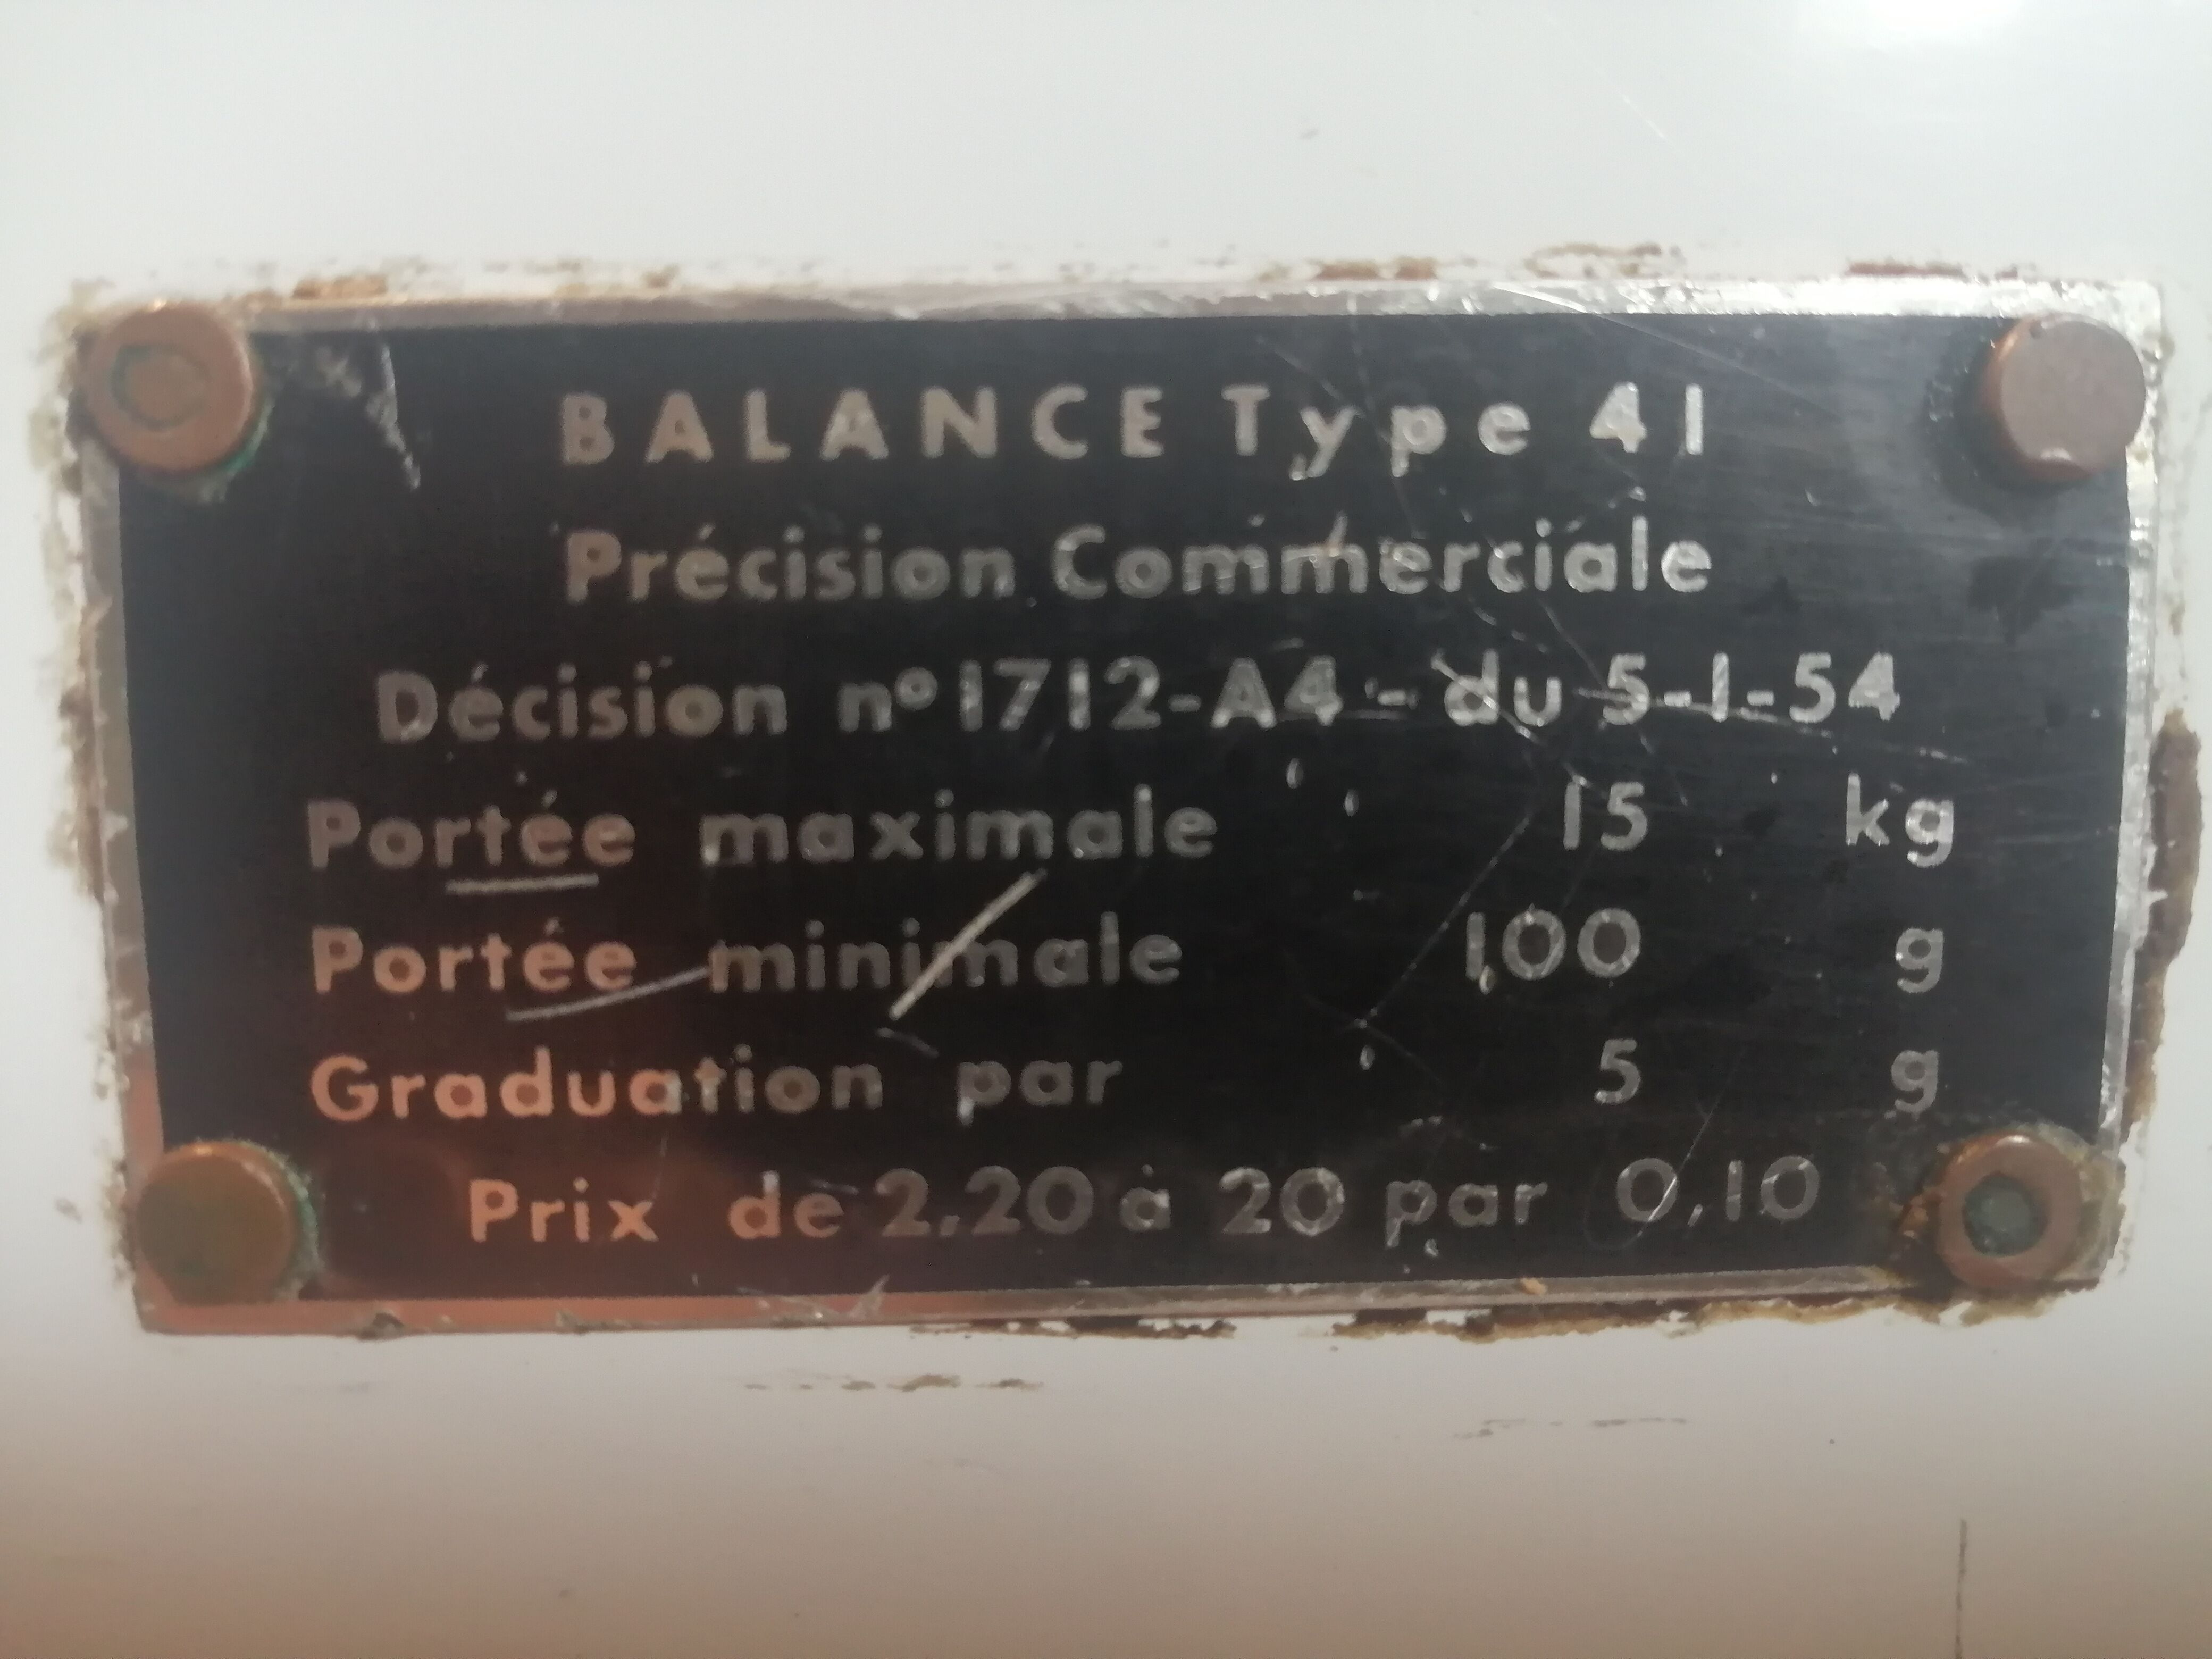 BALANCE Type 41
Précision Commerciale
Décision nº 1712-A4 - du 5-1-54
Portée maximale 15 kg
Portée minimale 100 g
Graduation par 5 g
Prix de 2,20 à 20 par 0,10